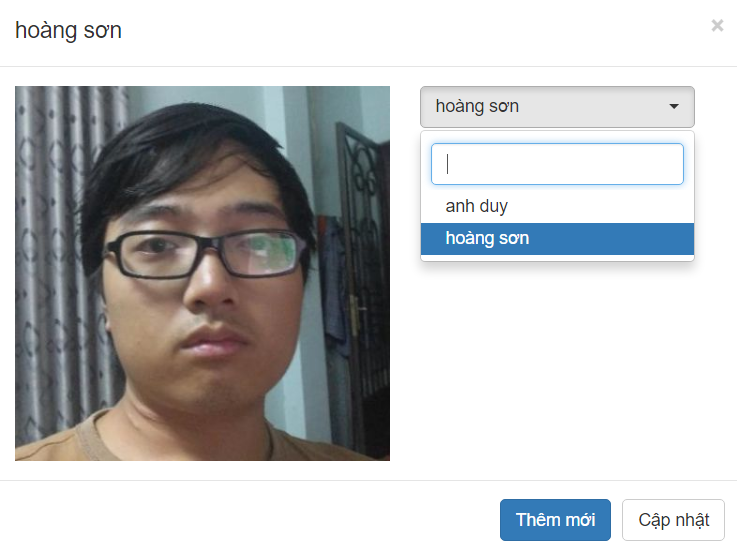 hoàng sơn
×
hoàng sơn
anh duy
hoàng sơn
Thêm mới
Cập nhật